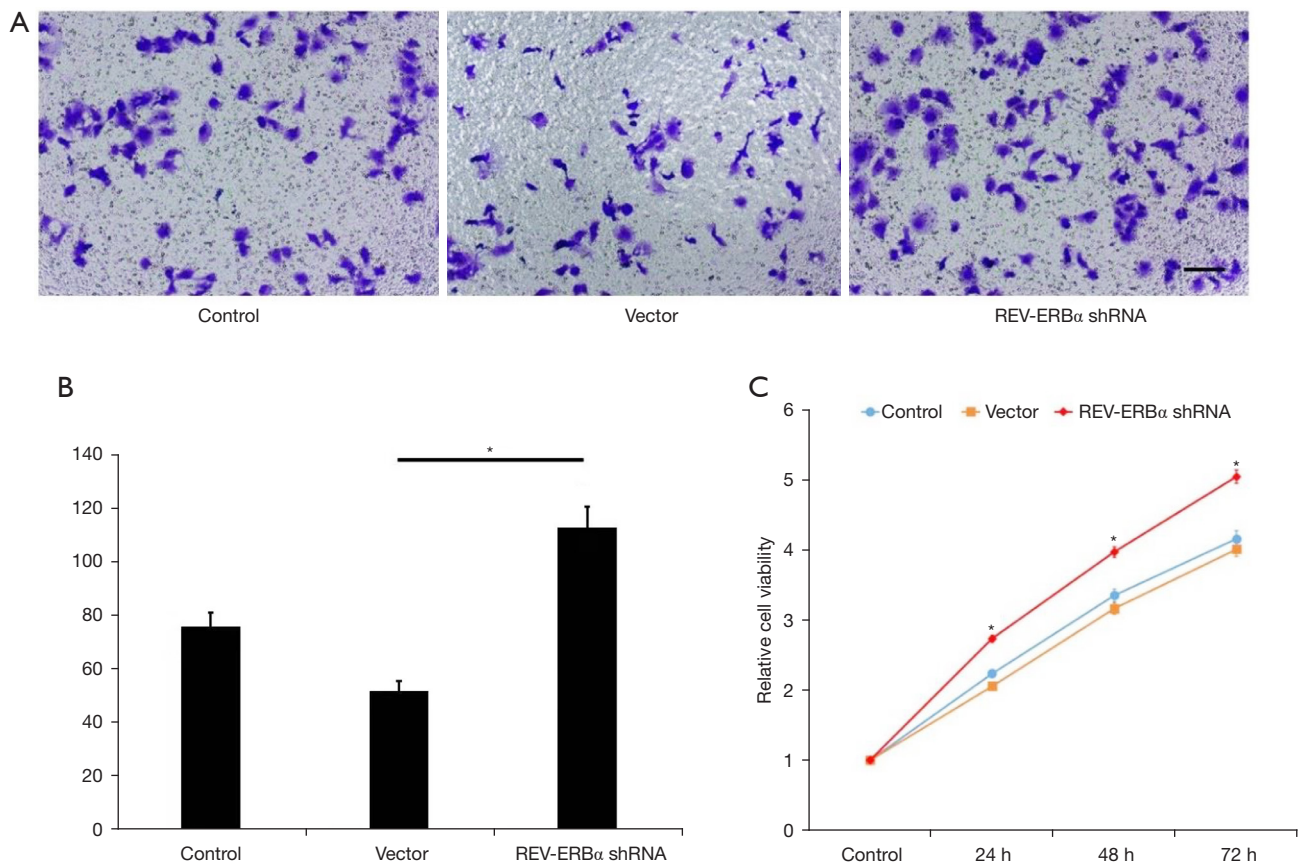 A
Control Vector REV-ERBα shRNA
B
140
120
100
80
60
40
20
0
*
Control Vector REV-ERBα shRNA
C
Control Vector REV-ERBα shRNA
Relative cell viability
6
5
4
3
2
1
0
*
*
*
Control 24 h 48 h 72 h